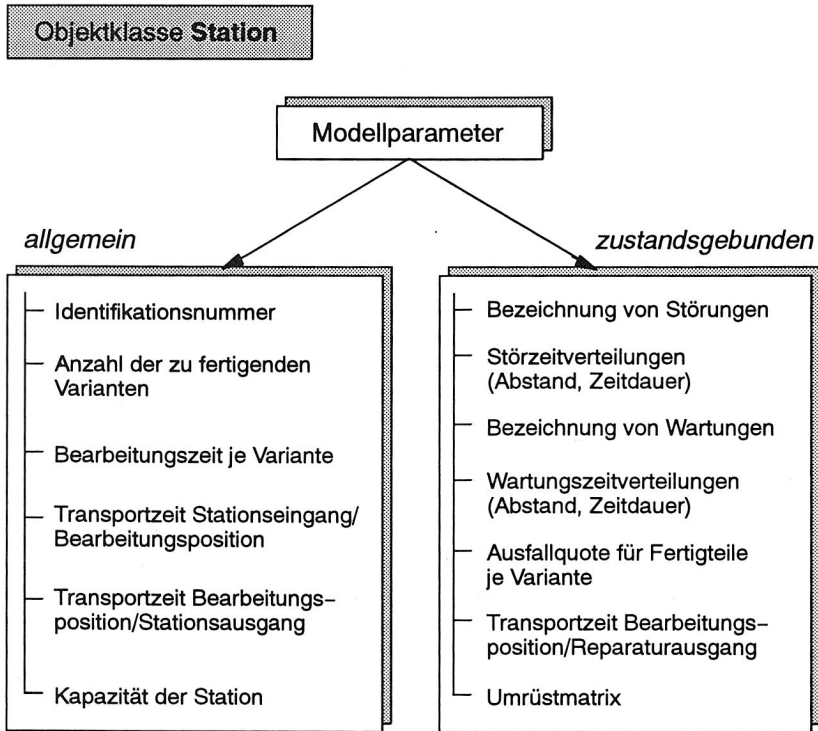 Objektklasse Station
Modellparameter
allgemein
Identifikationsnummer
Anzahl der zu fertigenden
Varianten
Bearbeitungszeit je Variante
Transportzeit Stationseingang/
Bearbeitungsposition
Transportzeit Bearbeitungs–
position/Stationsausgang
Kapazität der Station
zustandsgebunden
Bezeichnung von Störungen
Störzeitverteilungen
(Abstand, Zeitdauer)
Bezeichnung von Wartungen
Wartungszeitverteilungen
(Abstand, Zeitdauer)
Ausfallquote für Fertigteile
je Variante
Transportzeit Bearbeitungs–
position/Reparaturausgang
Umrüstmatrix